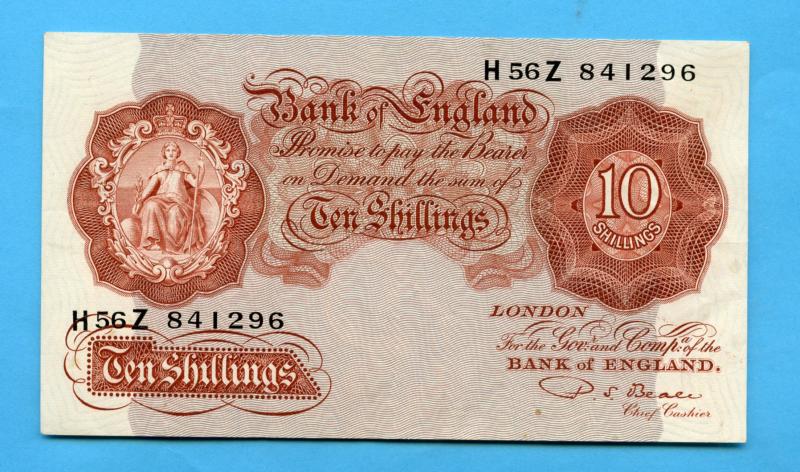 H56Z 841296
Bank of England
Promise to pay the Bearer
on Demand the sum of
Ten Shillings
10
SHILLINGS
H56Z 841296
Ten Shillings
LONDON
For the Govr. and Compa. of the
BANK OF ENGLAND.
P. S. Beale
Chief Cashier